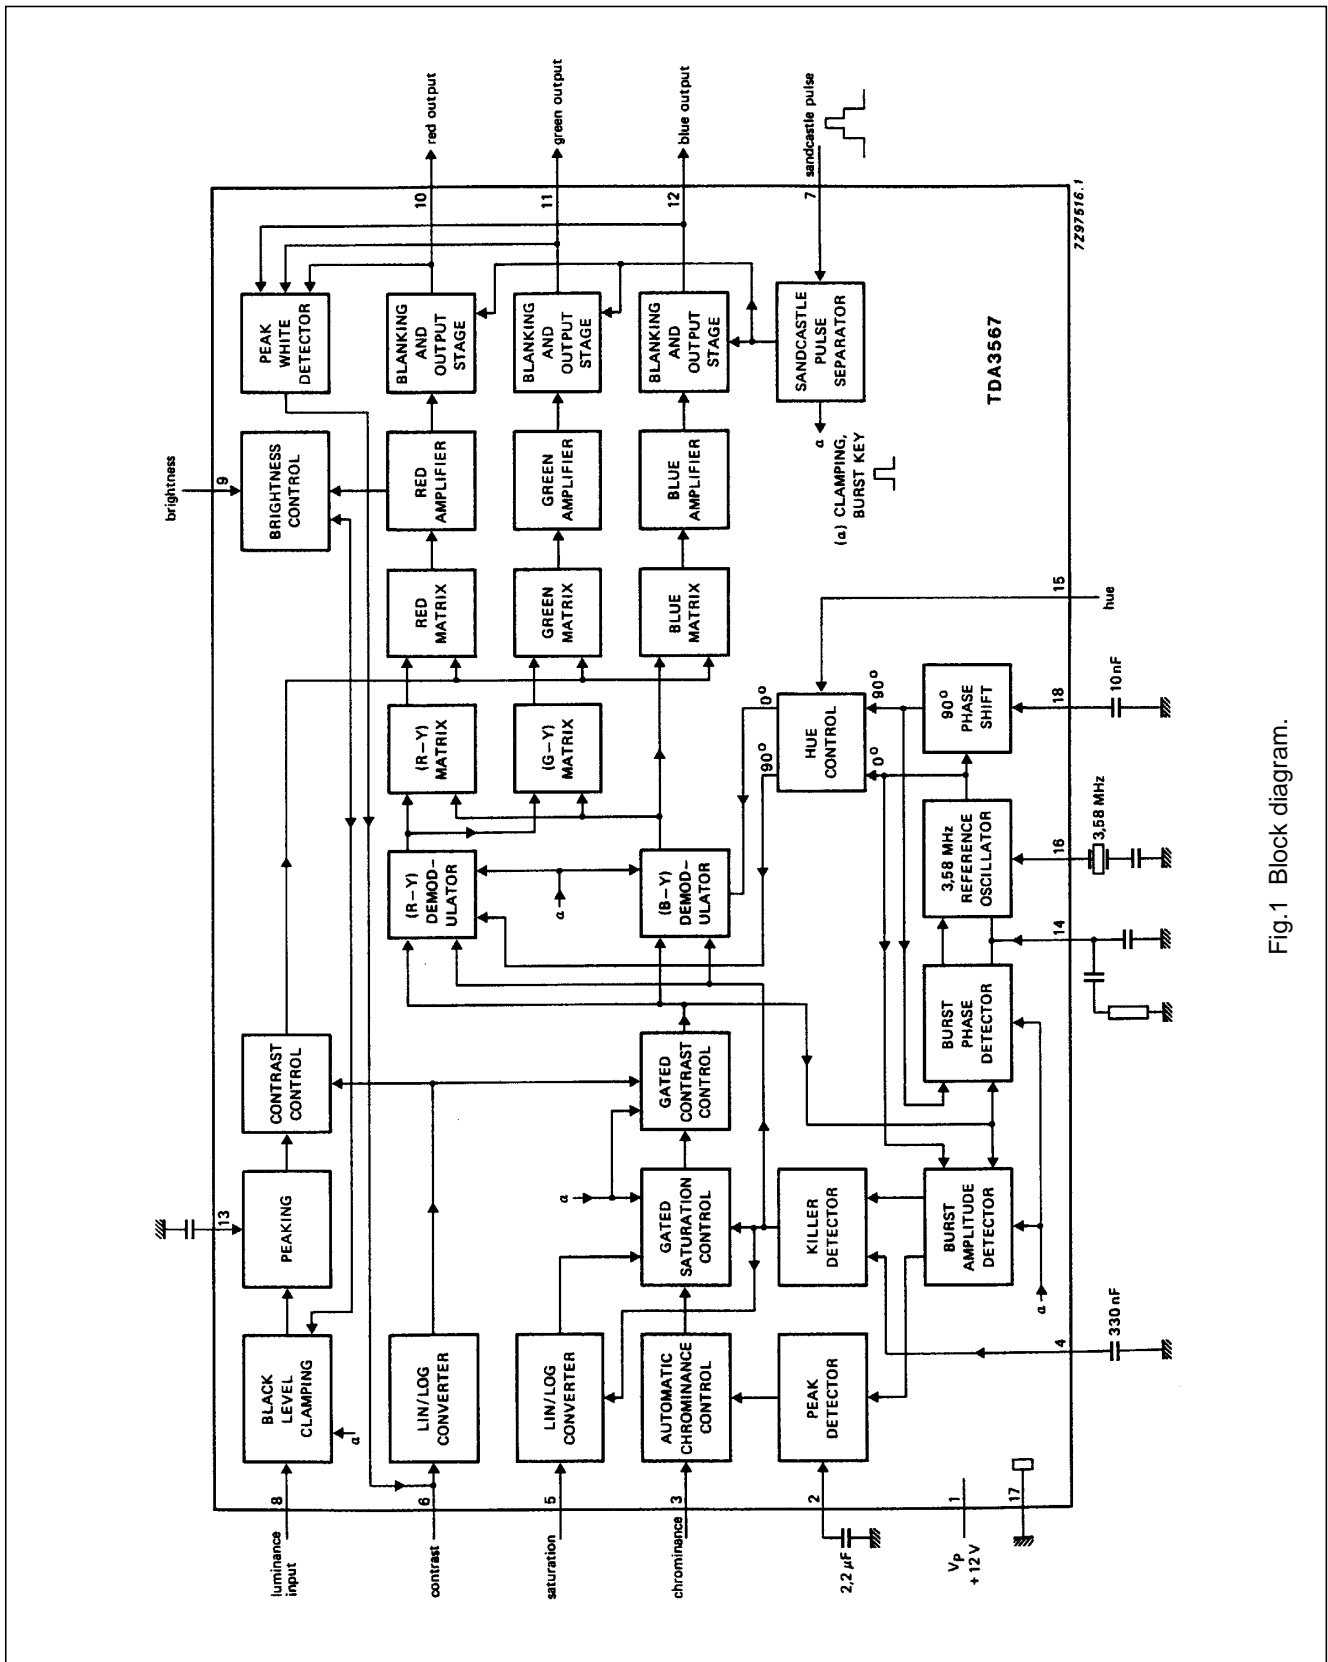 luminance
input
8
BLACK
LEVEL
CLAMPING
α
13
PEAKING
CONTRAST
CONTROL
brightness
9
BRIGHTNESS
CONTROL
PEAK
WHITE
DETECTOR
contrast
6
LIN/LOG
CONVERTER
(R–Y)
DEMOD–
ULATOR
(R–Y)
MATRIX
RED
MATRIX
RED
AMPLIFIER
BLANKING
AND
OUTPUT
STAGE
10
red output
saturation
5
LIN/LOG
CONVERTER
α
α
(G–Y)
MATRIX
GREEN
MATRIX
GREEN
AMPLIFIER
BLANKING
AND
OUTPUT
STAGE
11
green output
chrominance
3
AUTOMATIC
CHROMINANCE
CONTROL
GATED
SATURATION
CONTROL
GATED
CONTRAST
CONTROL
(B–Y)
DEMOD–
ULATOR
BLUE
MATRIX
BLUE
AMPLIFIER
BLANKING
AND
OUTPUT
STAGE
12
blue output
2,2 μF
2
PEAK
DETECTOR
KILLER
DETECTOR
90°
0°
HUE
CONTROL
0°
90°
α
(α) CLAMPING,
BURST KEY
SANDCASTLE
PULSE
SEPARATOR
7
sandcastle pulse
VP
+ 12 V
1
BURST
AMPLITUDE
DETECTOR
BURST
PHASE
DETECTOR
3,58 MHz
REFERENCE
OSCILLATOR
90°
PHASE
SHIFT
TDA3567
17
α
4
330 nF
14
16
3,58 MHz
18
10 nF
15
hue
7Z97516.1
Fig.1 Block diagram.